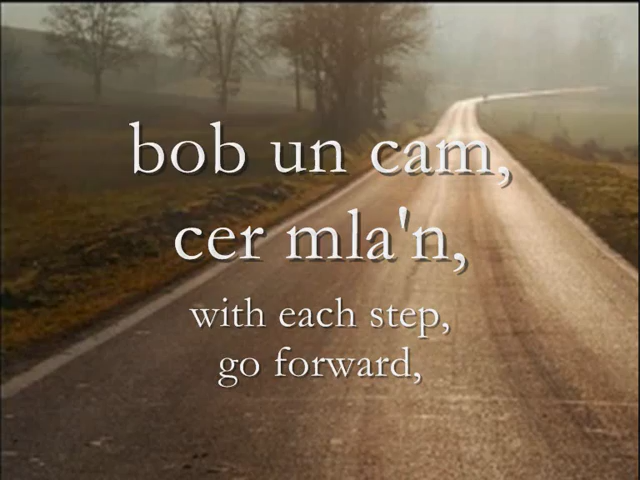 bob un cam,
cer mla'n,
with each step,
go forward,